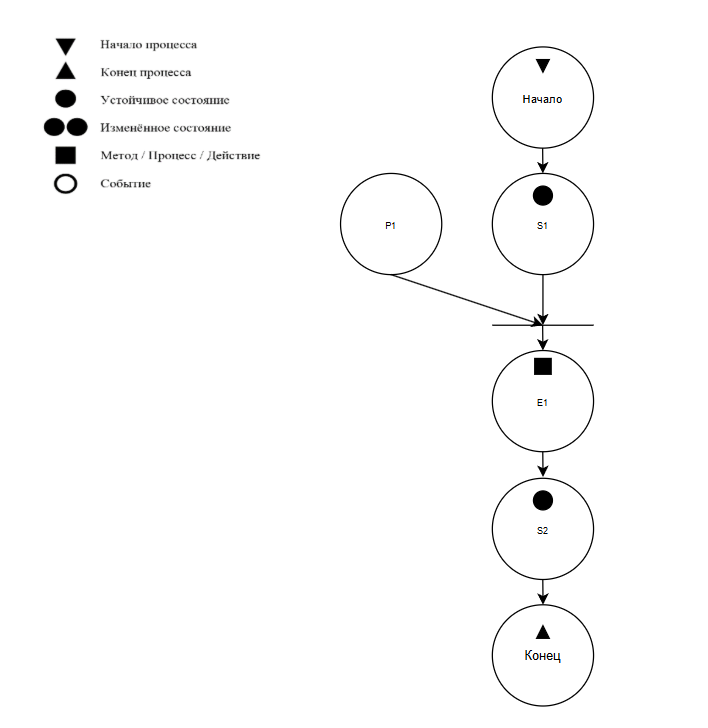 Начало процесса
Конец процесса
Устойчивое состояние
Изменённое состояние
Метод / Процесс / Действие
Событие
Начало
P1
S1
E1
S2
Конец